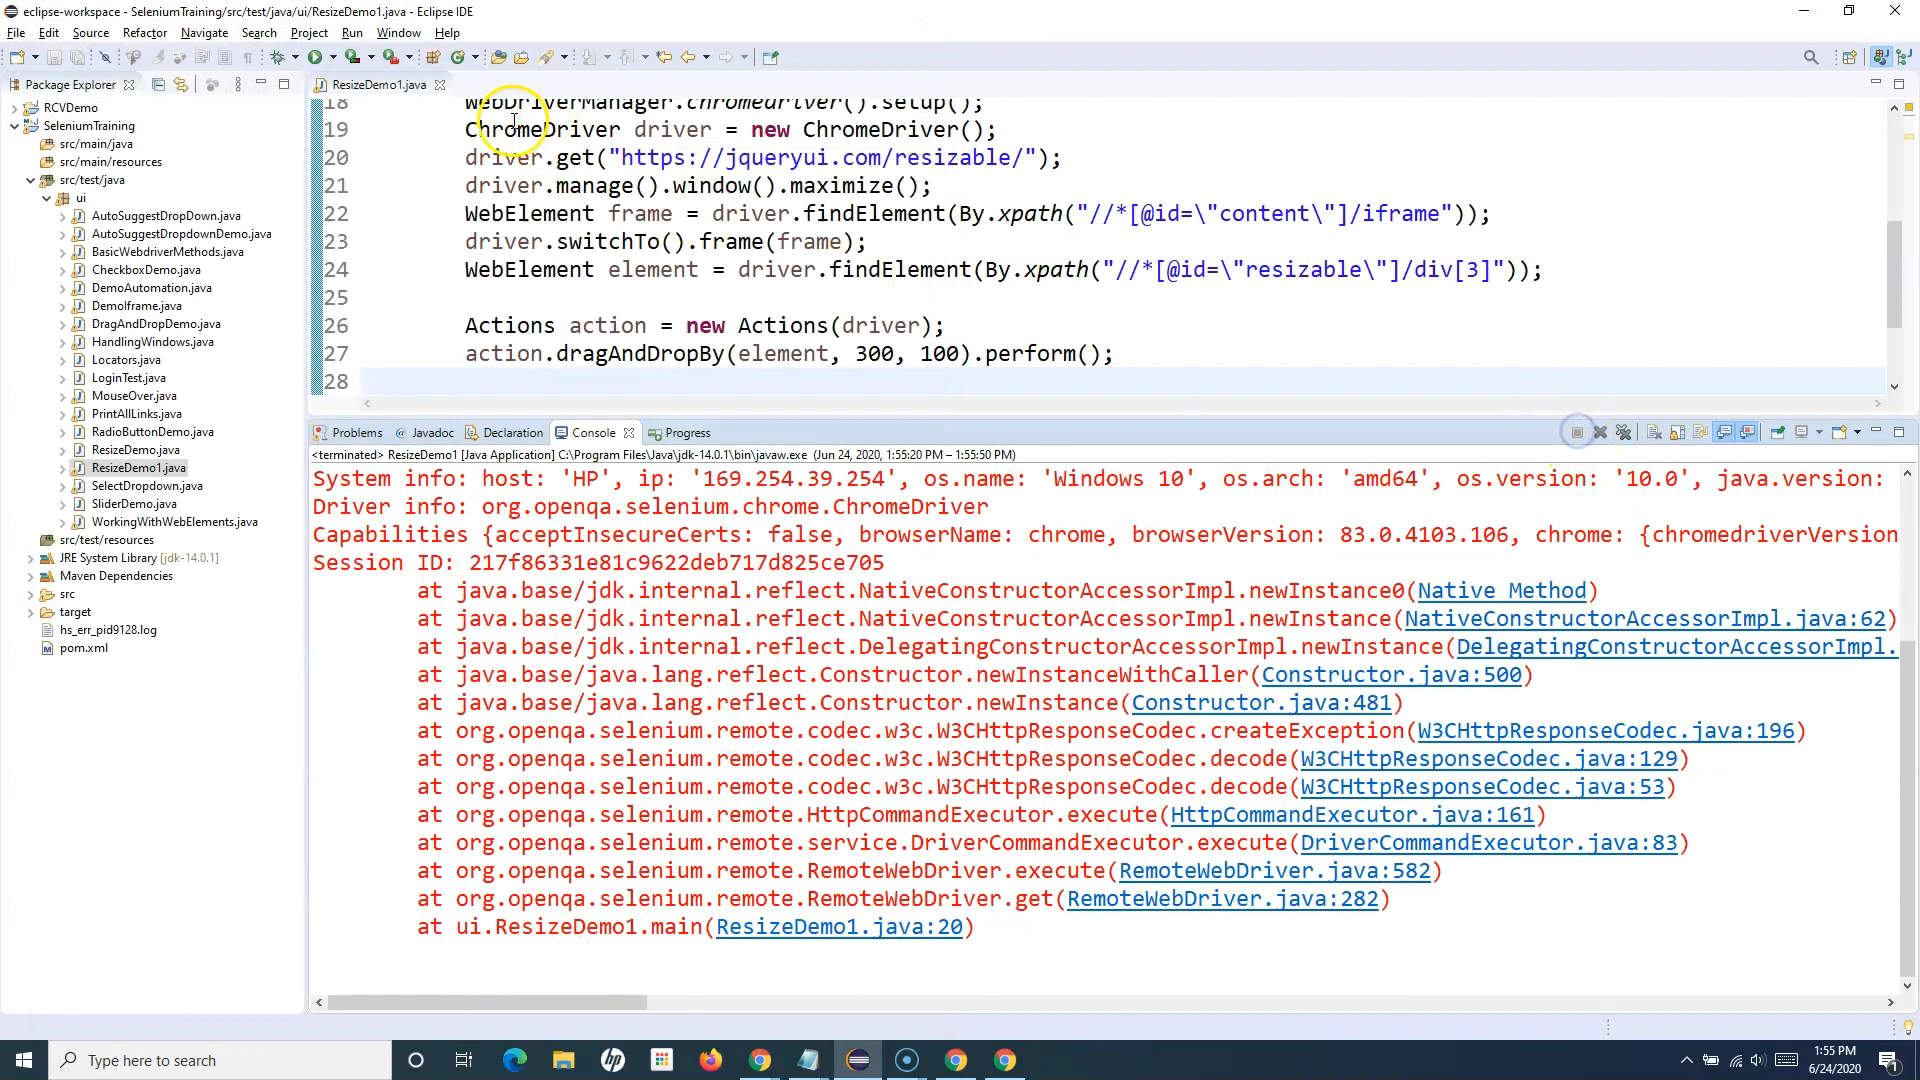 eclipse-workspace - SeleniumTraining/src/test/java/ui/ResizeDemo1.java - Eclipse IDE
File Edit Source Refactor Navigate Search Project Run Window Help
Package Explorer
RCVDemo
SeleniumTraining
src/main/java
src/main/resources
src/test/java
ui
AutoSuggestDropDown.java
AutoSuggestDropdownDemo.java
BasicWebdriverMethods.java
CheckboxDemo.java
DemoAutomation.java
DemoIframe.java
DragAndDropDemo.java
HandlingWindows.java
Locators.java
LoginTest.java
MouseOver.java
PrintAllLinks.java
RadioButtonDemo.java
ResizeDemo.java
ResizeDemo1.java
SelectDropdown.java
SliderDemo.java
WorkingWithWebElements.java
src/test/resources
JRE System Library [jdk-14.0.1]
Maven Dependencies
src
target
hs_err_pid9128.log
pom.xml
ResizeDemo1.java
18 WebDriverManager.chromedriver().setup();
19 ChromeDriver driver = new ChromeDriver();
20 driver.get("https://jqueryui.com/resizable/");
21 driver.manage().window().maximize();
22 WebElement frame = driver.findElement(By.xpath("//*[@id=\"content\"]/iframe"));
23 driver.switchTo().frame(frame);
24 WebElement element = driver.findElement(By.xpath("//*[@id=\"resizable\"]/div[3]"));
25
26 Actions action = new Actions(driver);
27 action.dragAndDropBy(element, 300, 100).perform();
28
Problems @ Javadoc Declaration Console Progress
<terminated> ResizeDemo1 [Java Application] C:\Program Files\Java\jdk-14.0.1\bin\javaw.exe (Jun 24, 2020, 1:55:20 PM – 1:55:50 PM)
System info: host: 'HP', ip: '169.254.39.254', os.name: 'Windows 10', os.arch: 'amd64', os.version: '10.0', java.version:
Driver info: org.openqa.selenium.chrome.ChromeDriver
Capabilities {acceptInsecureCerts: false, browserName: chrome, browserVersion: 83.0.4103.106, chrome: {chromedriverVersion
Session ID: 217f86331e81c9622deb717d825ce705
at java.base/jdk.internal.reflect.NativeConstructorAccessorImpl.newInstance0(Native Method)
at java.base/jdk.internal.reflect.NativeConstructorAccessorImpl.newInstance(NativeConstructorAccessorImpl.java:62)
at java.base/jdk.internal.reflect.DelegatingConstructorAccessorImpl.newInstance(DelegatingConstructorAccessorImpl.
at java.base/java.lang.reflect.Constructor.newInstanceWithCaller(Constructor.java:500)
at java.base/java.lang.reflect.Constructor.newInstance(Constructor.java:481)
at org.openqa.selenium.remote.codec.w3c.W3CHttpResponseCodec.createException(W3CHttpResponseCodec.java:196)
at org.openqa.selenium.remote.codec.w3c.W3CHttpResponseCodec.decode(W3CHttpResponseCodec.java:129)
at org.openqa.selenium.remote.codec.w3c.W3CHttpResponseCodec.decode(W3CHttpResponseCodec.java:53)
at org.openqa.selenium.remote.HttpCommandExecutor.execute(HttpCommandExecutor.java:161)
at org.openqa.selenium.remote.service.DriverCommandExecutor.execute(DriverCommandExecutor.java:83)
at org.openqa.selenium.remote.RemoteWebDriver.execute(RemoteWebDriver.java:582)
at org.openqa.selenium.remote.RemoteWebDriver.get(RemoteWebDriver.java:282)
at ui.ResizeDemo1.main(ResizeDemo1.java:20)
Type here to search
1:55 PM
6/24/2020